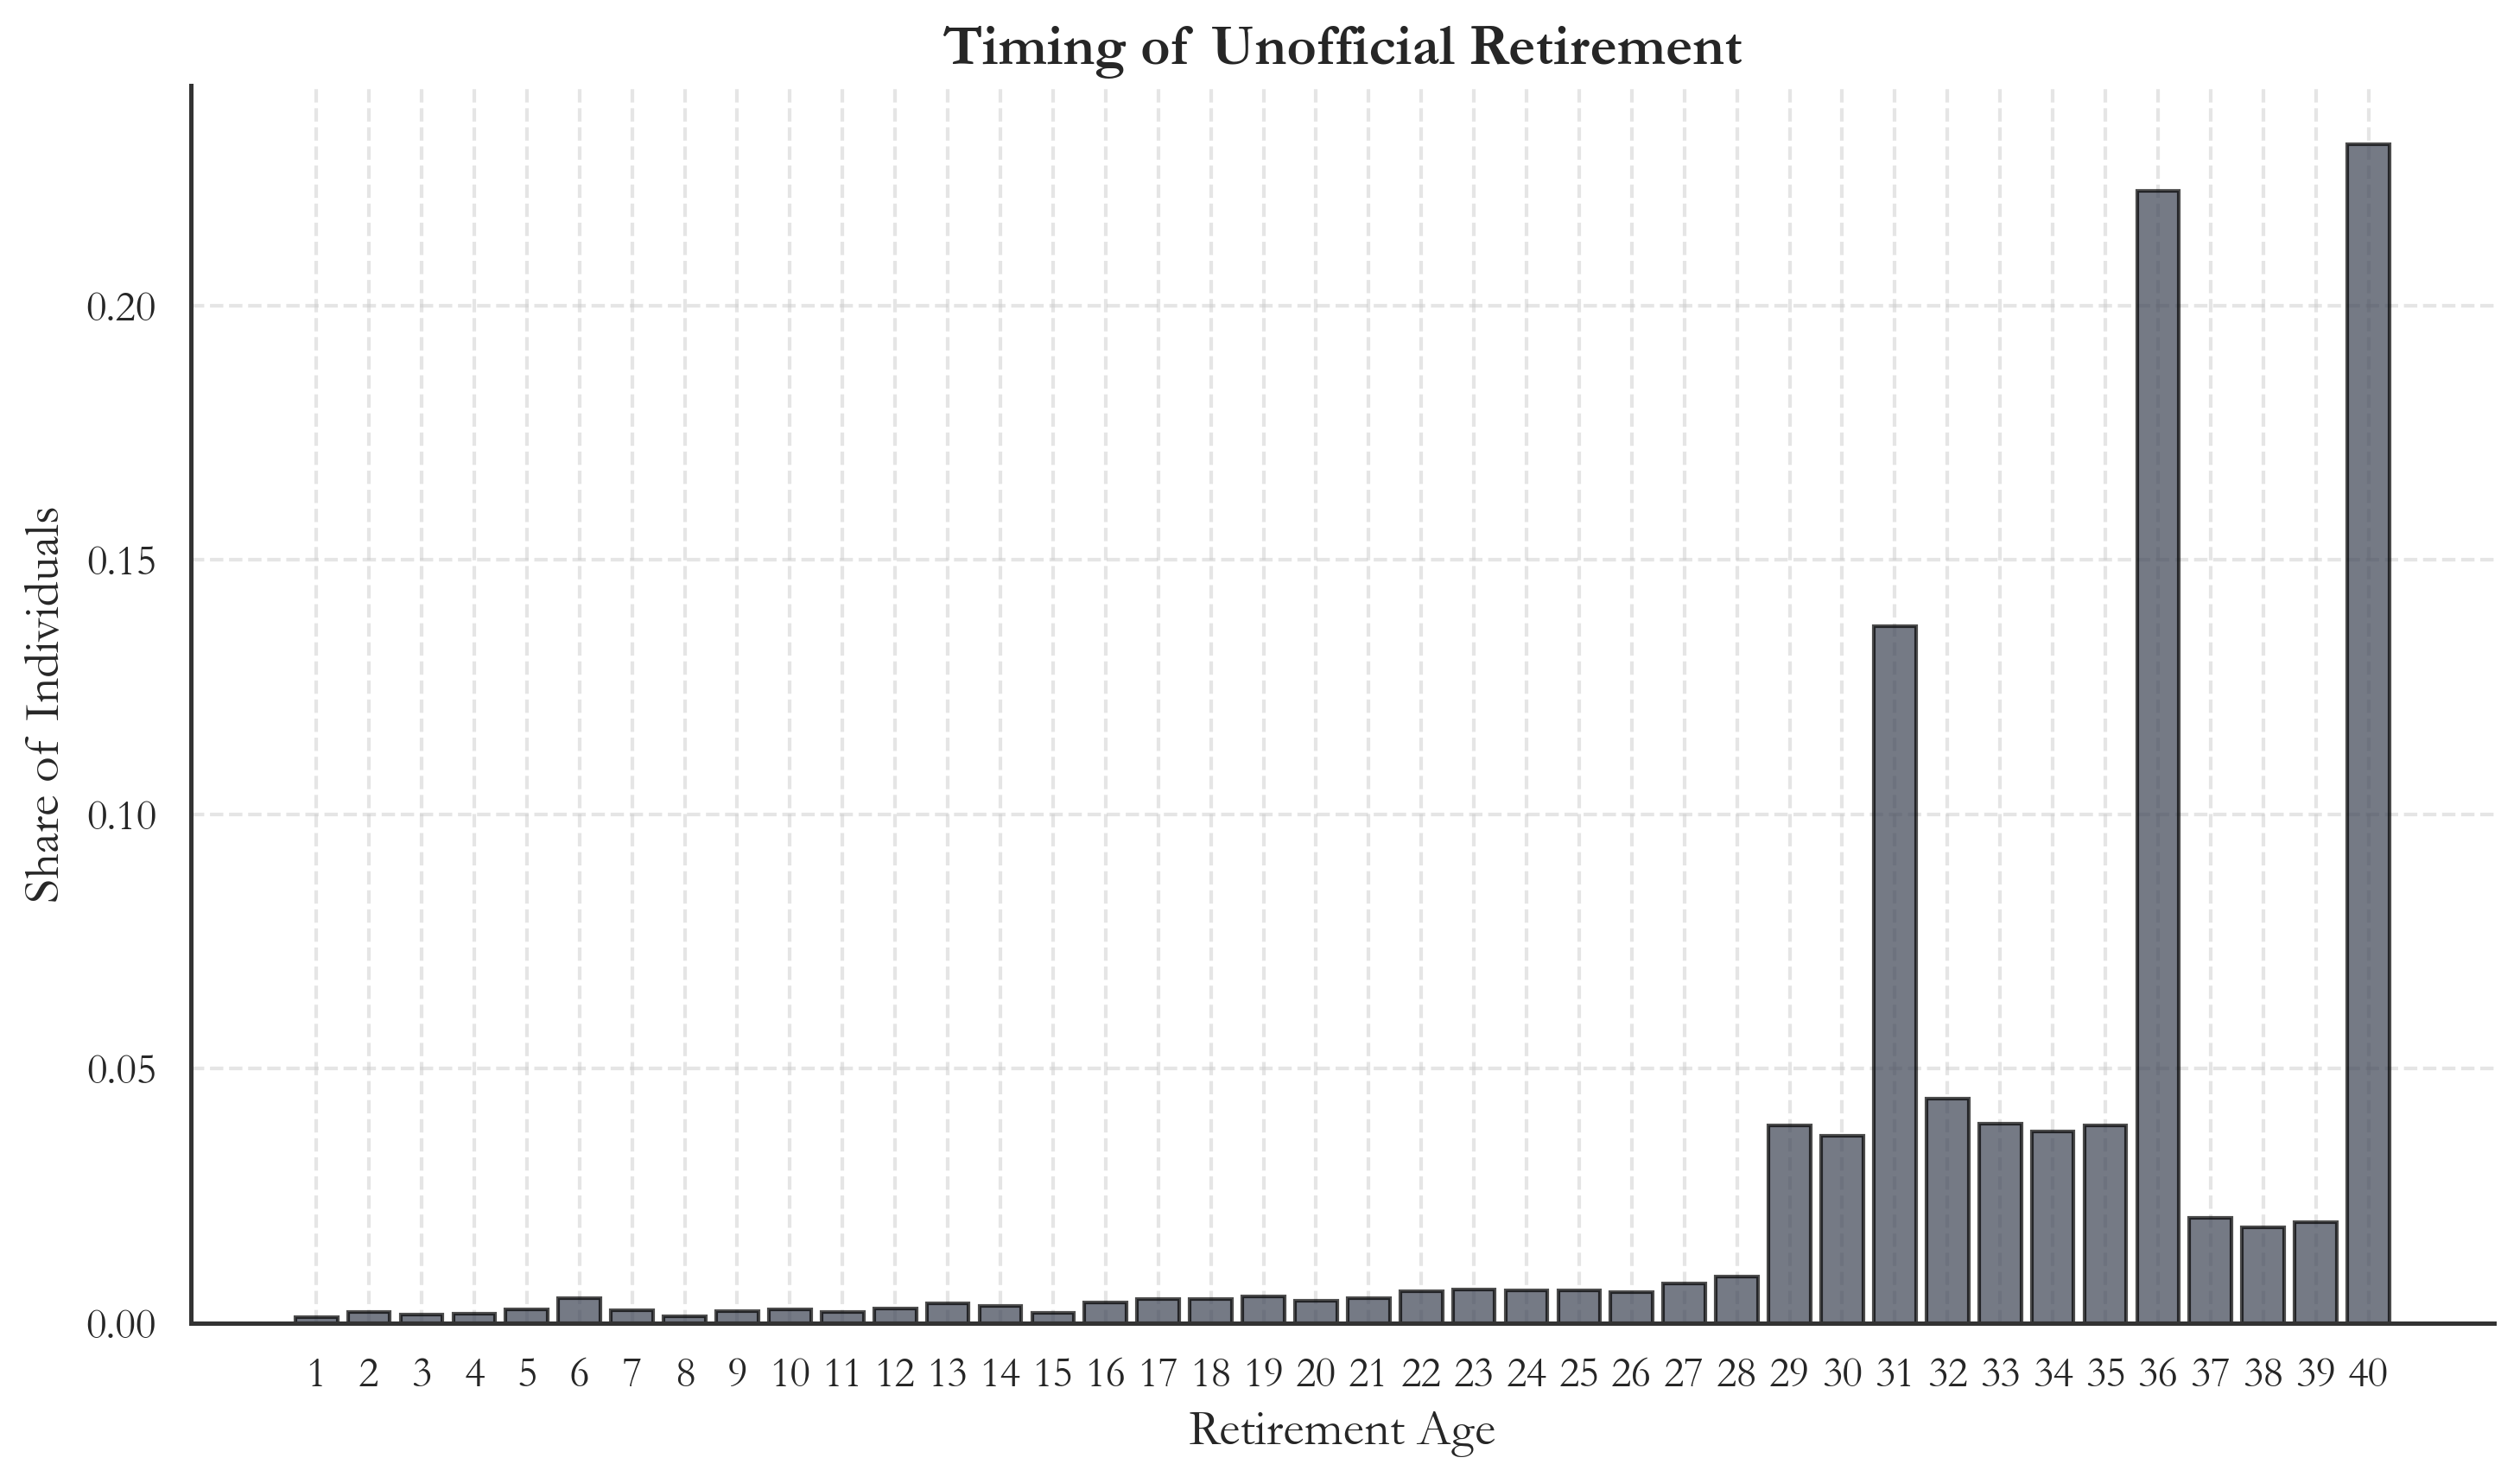 Timing of Unofficial Retirement
Share of Individuals
0.20
0.15
0.10
0.05
0.00
1 2 3 4 5 6 7 8 9 10 11 12 13 14 15 16 17 18 19 20 21 22 23 24 25 26 27 28 29 30 31 32 33 34 35 36 37 38 39 40
Retirement Age